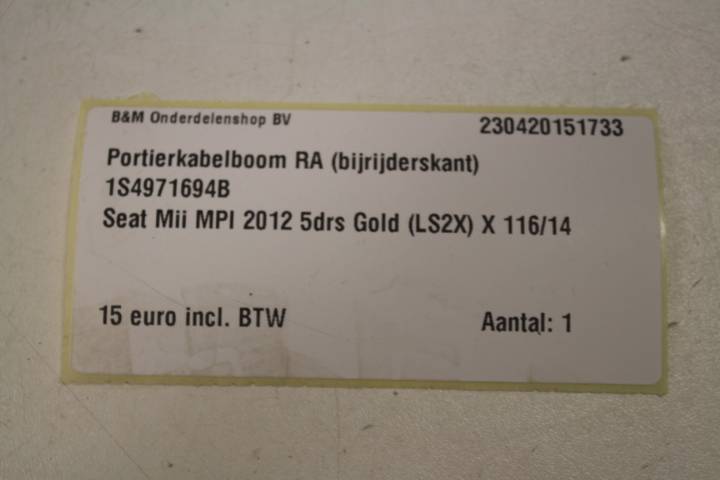 B&M Onderdelenshop BV 230420151733
Portierkabelboom RA (bijrijderskant)
1S4971694B
Seat Mii MPI 2012 5drs Gold (LS2X) X 116/14
15 euro incl. BTW Aantal: 1